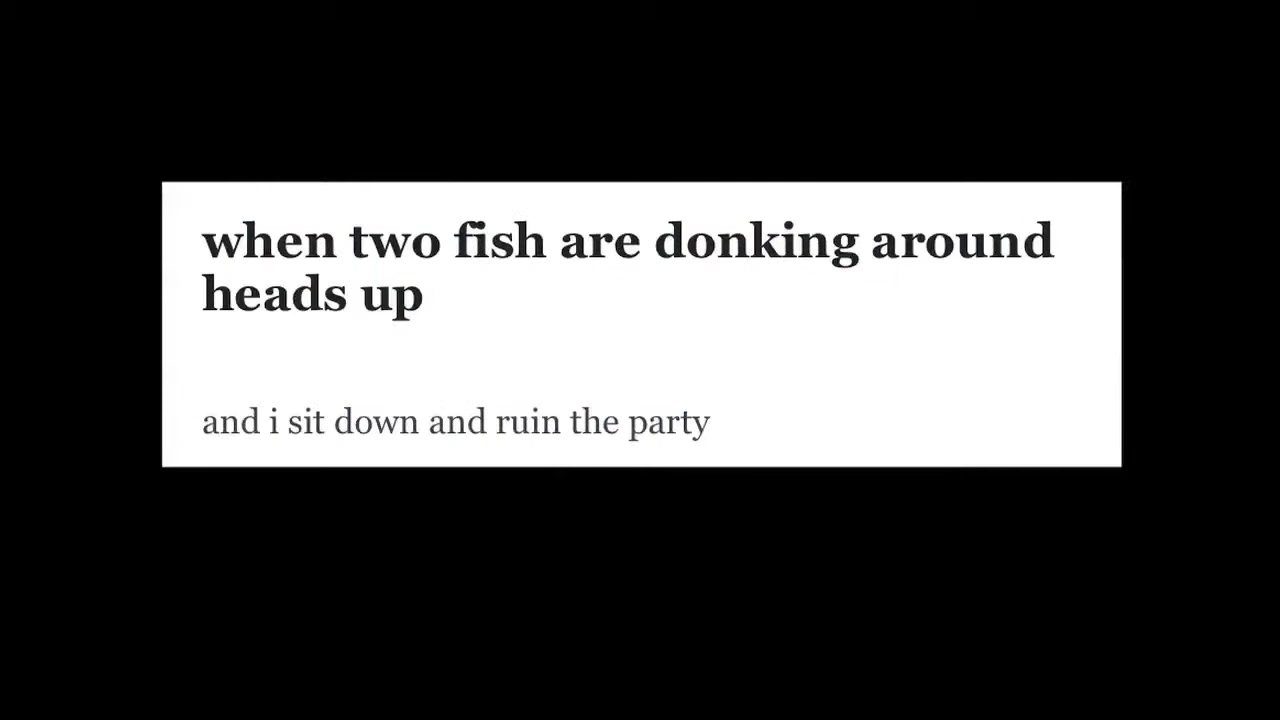 when two fish are donking around
heads up
and i sit down and ruin the party